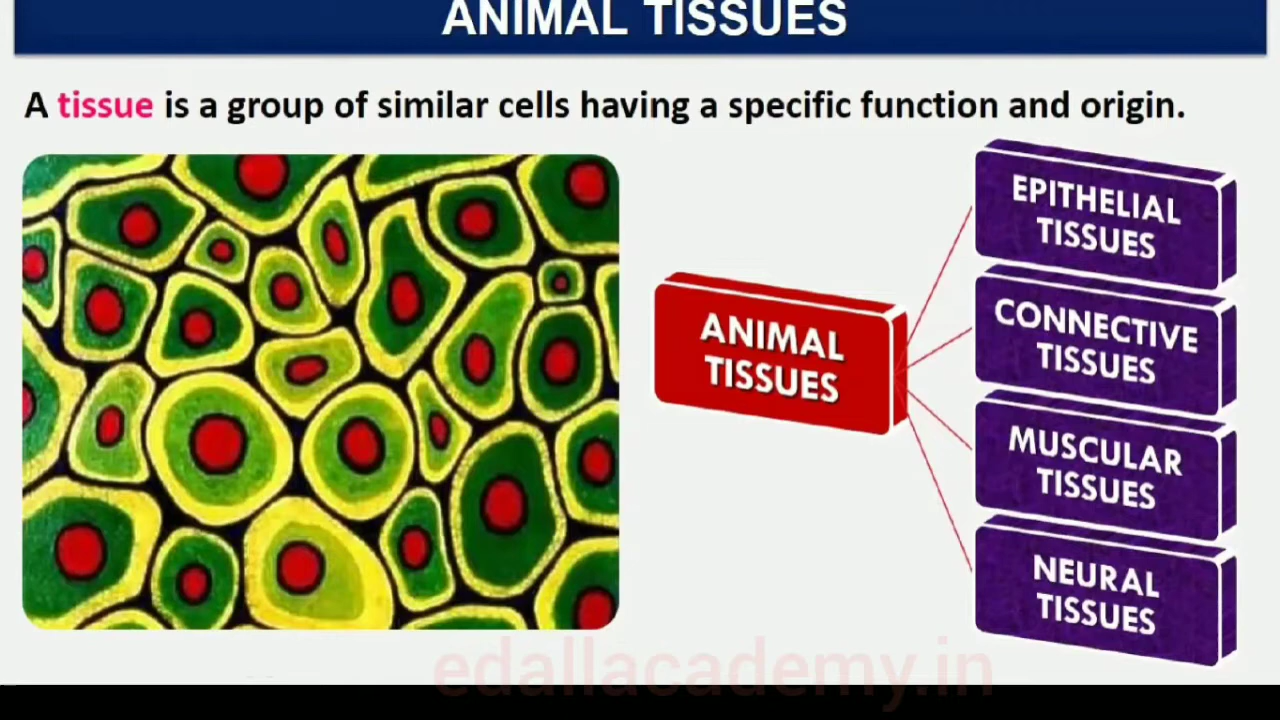 ANIMAL TISSUES
A tissue is a group of similar cells having a specific function and origin.
ANIMAL
TISSUES
EPITHELIAL
TISSUES
CONNECTIVE
TISSUES
MUSCULAR
TISSUES
NEURAL
TISSUES
edallacademy.in